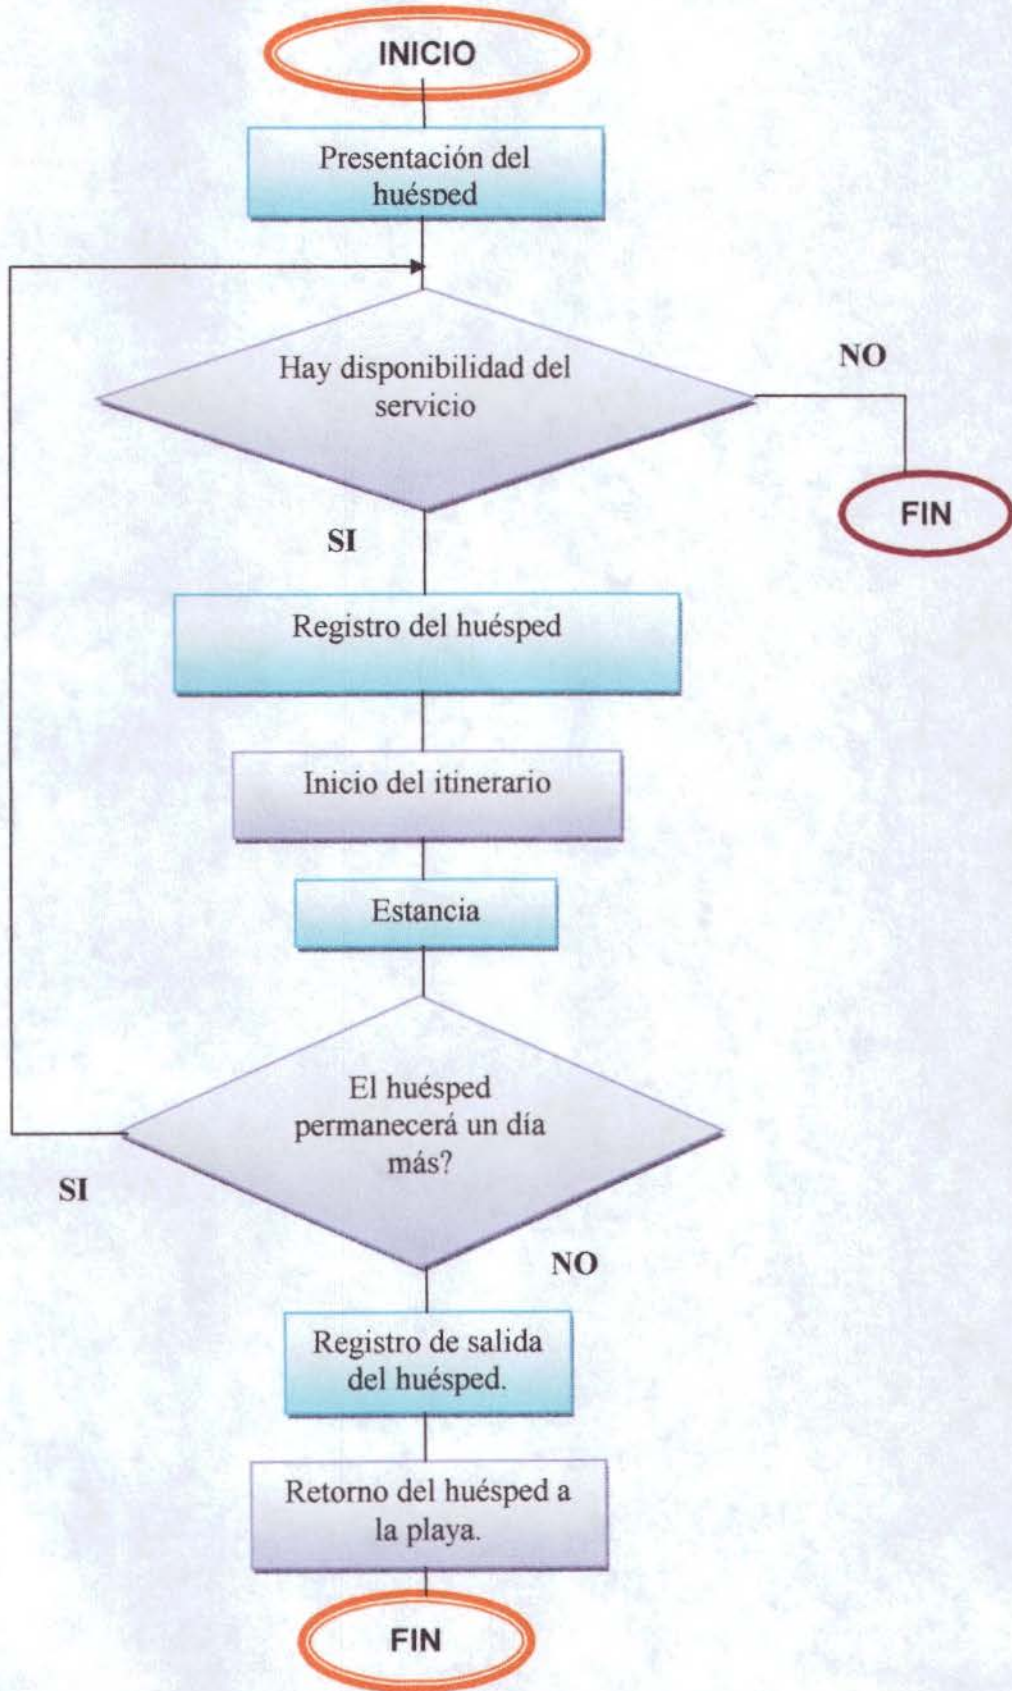 INICIO
Presentación del
huésped
Hay disponibilidad del
servicio
NO
FIN
SI
Registro del huésped
Inicio del itinerario
Estancia
El huésped
permanecerá un día
más?
SI
NO
Registro de salida
del huésped.
Retorno del huésped a
la playa.
FIN